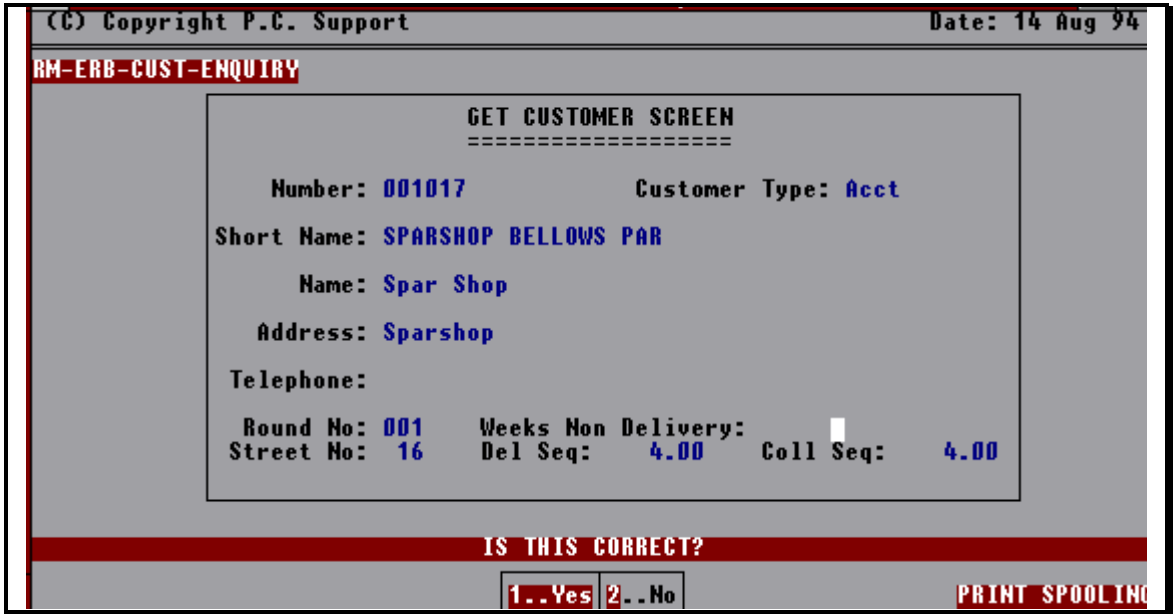 (C) Copyright P.C. Support Date: 14 Aug 94
RM-ERB-CUST-ENQUIRY
GET CUSTOMER SCREEN
===================
Number: 001017 Customer Type: Acct
Short Name: SPARSHOP BELLOWS PAR
Name: Spar Shop
Address: Sparshop
Telephone:
Round No: 001 Weeks Non Delivery:
Street No: 16 Del Seq: 4.00 Coll Seq: 4.00
IS THIS CORRECT?
1..Yes 2..No PRINT SPOOLING